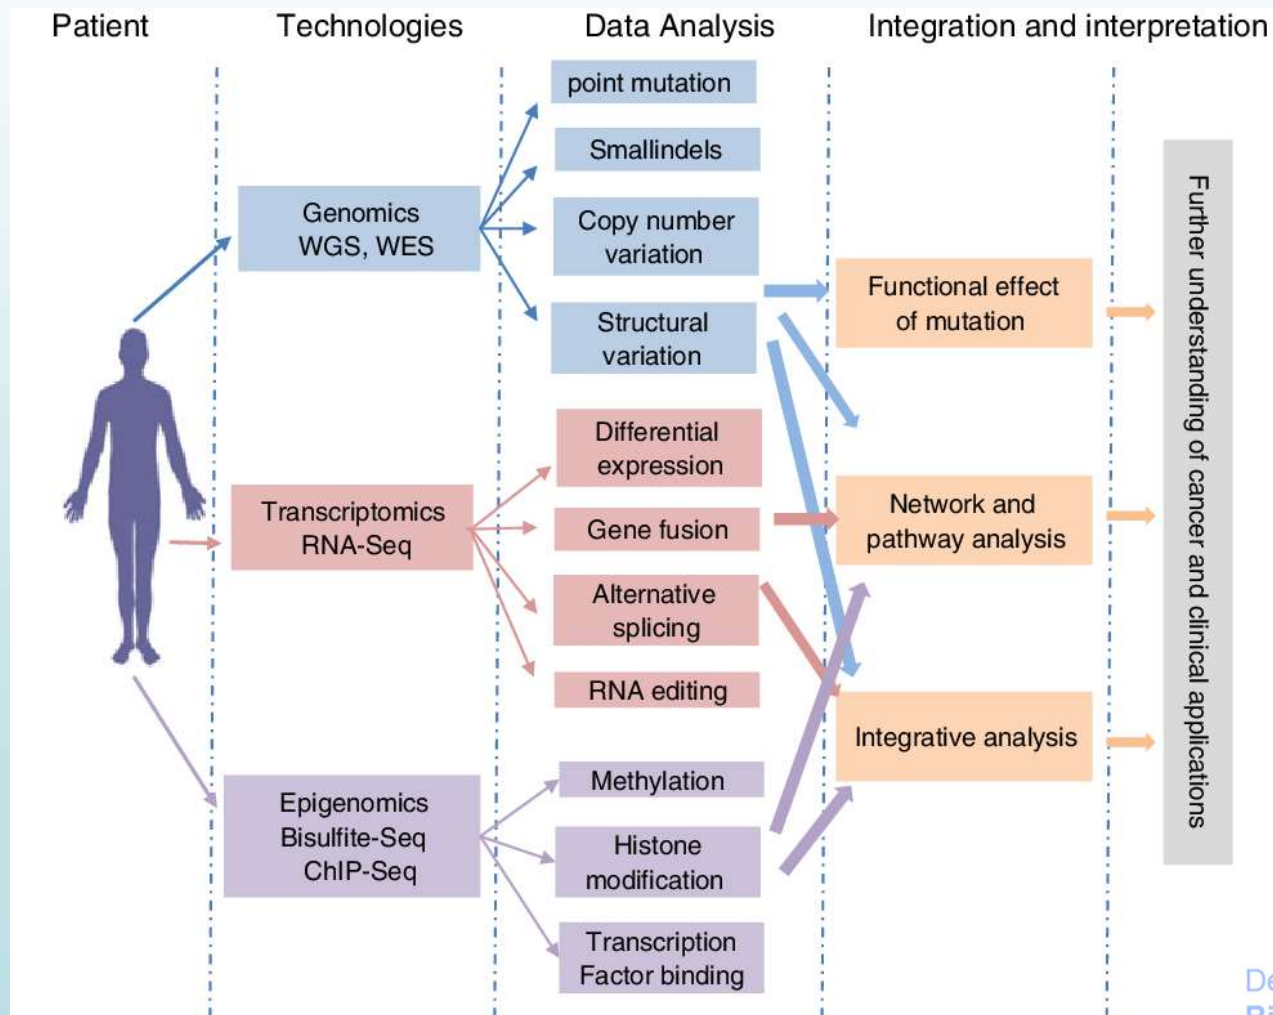 Patient
Technologies
Data Analysis
Integration and interpretation
Genomics
WGS, WES
Transcriptomics
RNA-Seq
Epigenomics
Bisulfite-Seq
ChIP-Seq
point mutation
Smallindels
Copy number
variation
Structural
variation
Differential
expression
Gene fusion
Alternative
splicing
RNA editing
Methylation
Histone
modification
Transcription
Factor binding
Functional effect
of mutation
Network and
pathway analysis
Integrative analysis
Further understanding of cancer and clinical applications